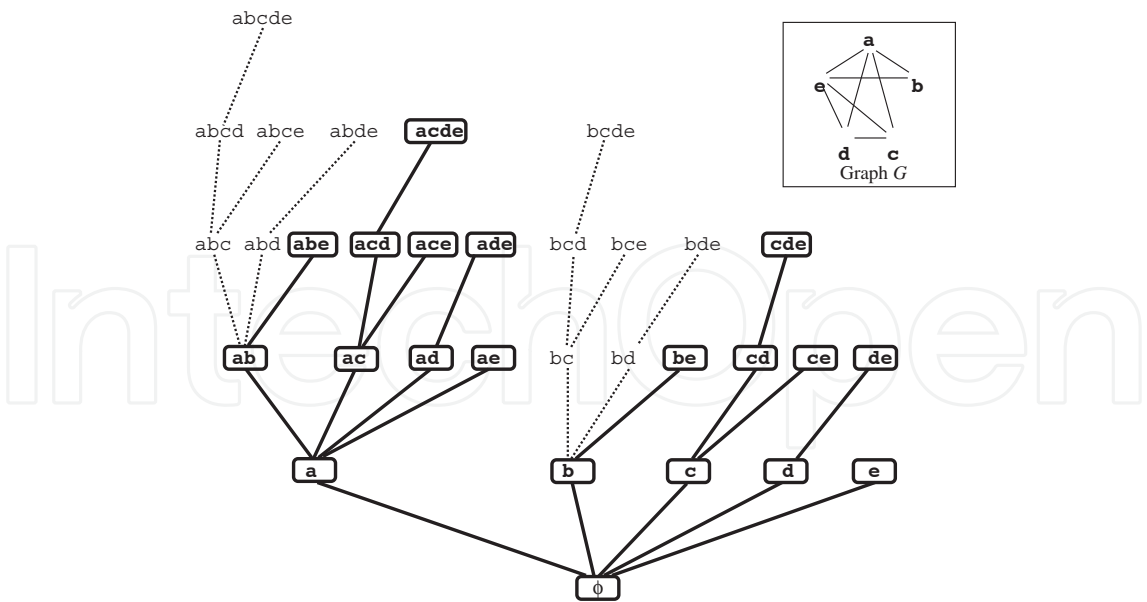 abcde
a
e b
d c
Graph G
abcd abce abde acde bcde
abc abd abe acd ace ade bcd bce bde cde
ab ac ad ae bc bd be cd ce de
a b c d e
ϕ
IntechOpen